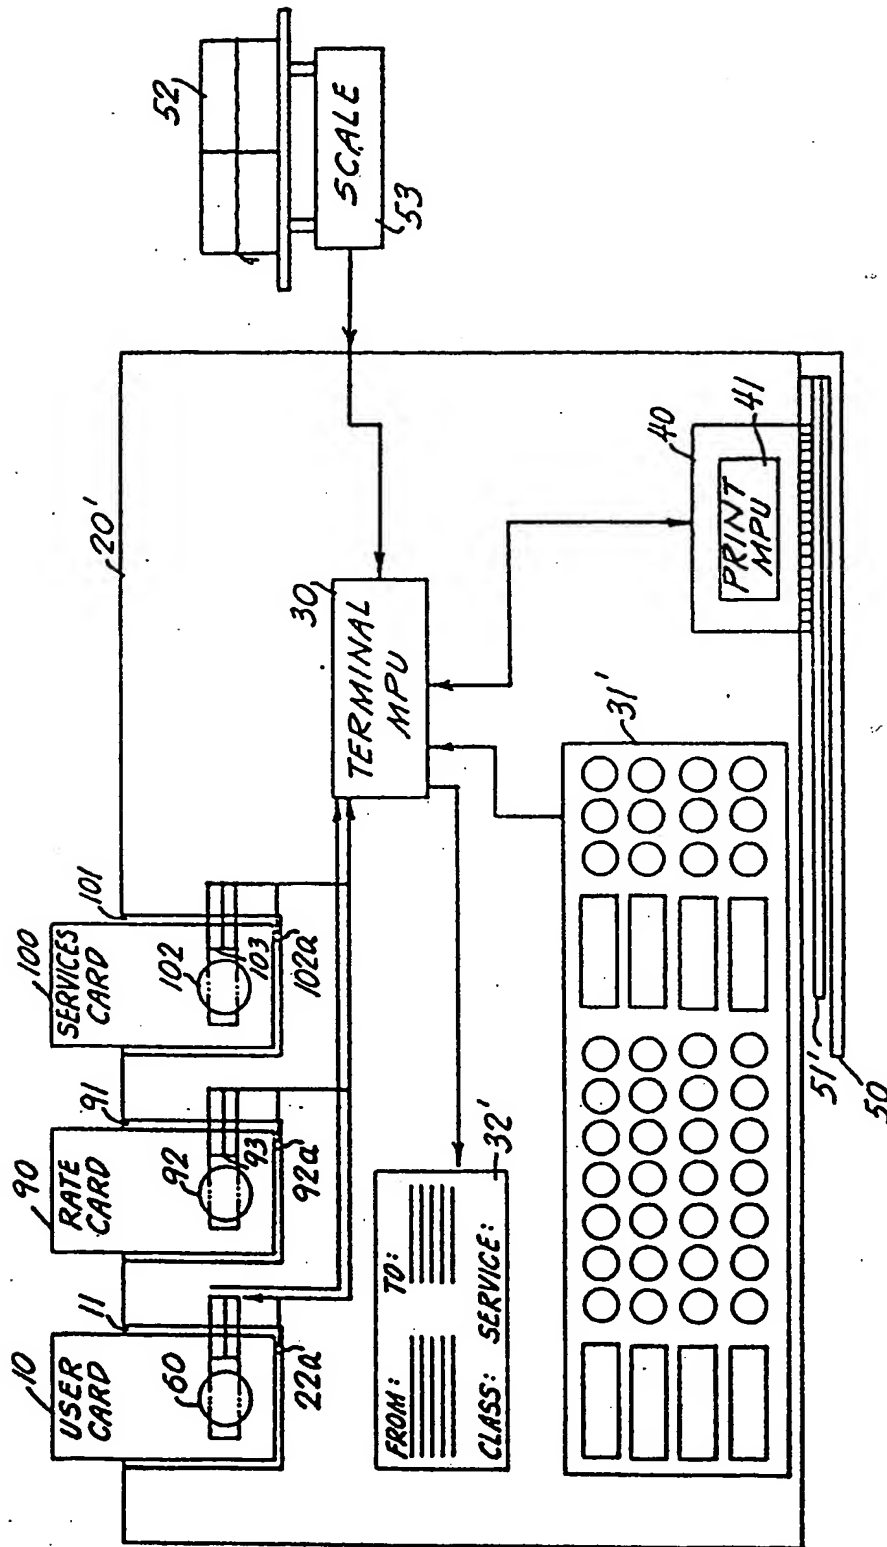 10
USER
CARD
11
60
22a
90
RATE
CARD
91
92
93
92a
100
SERVICES
CARD
101
102
103
102a
20'
52
SCALE
53
30
TERMINAL
MPU
FROM:
TO:
CLASS:
SERVICE:
32'
31'
40
PRINT
MPU
41
51'
50